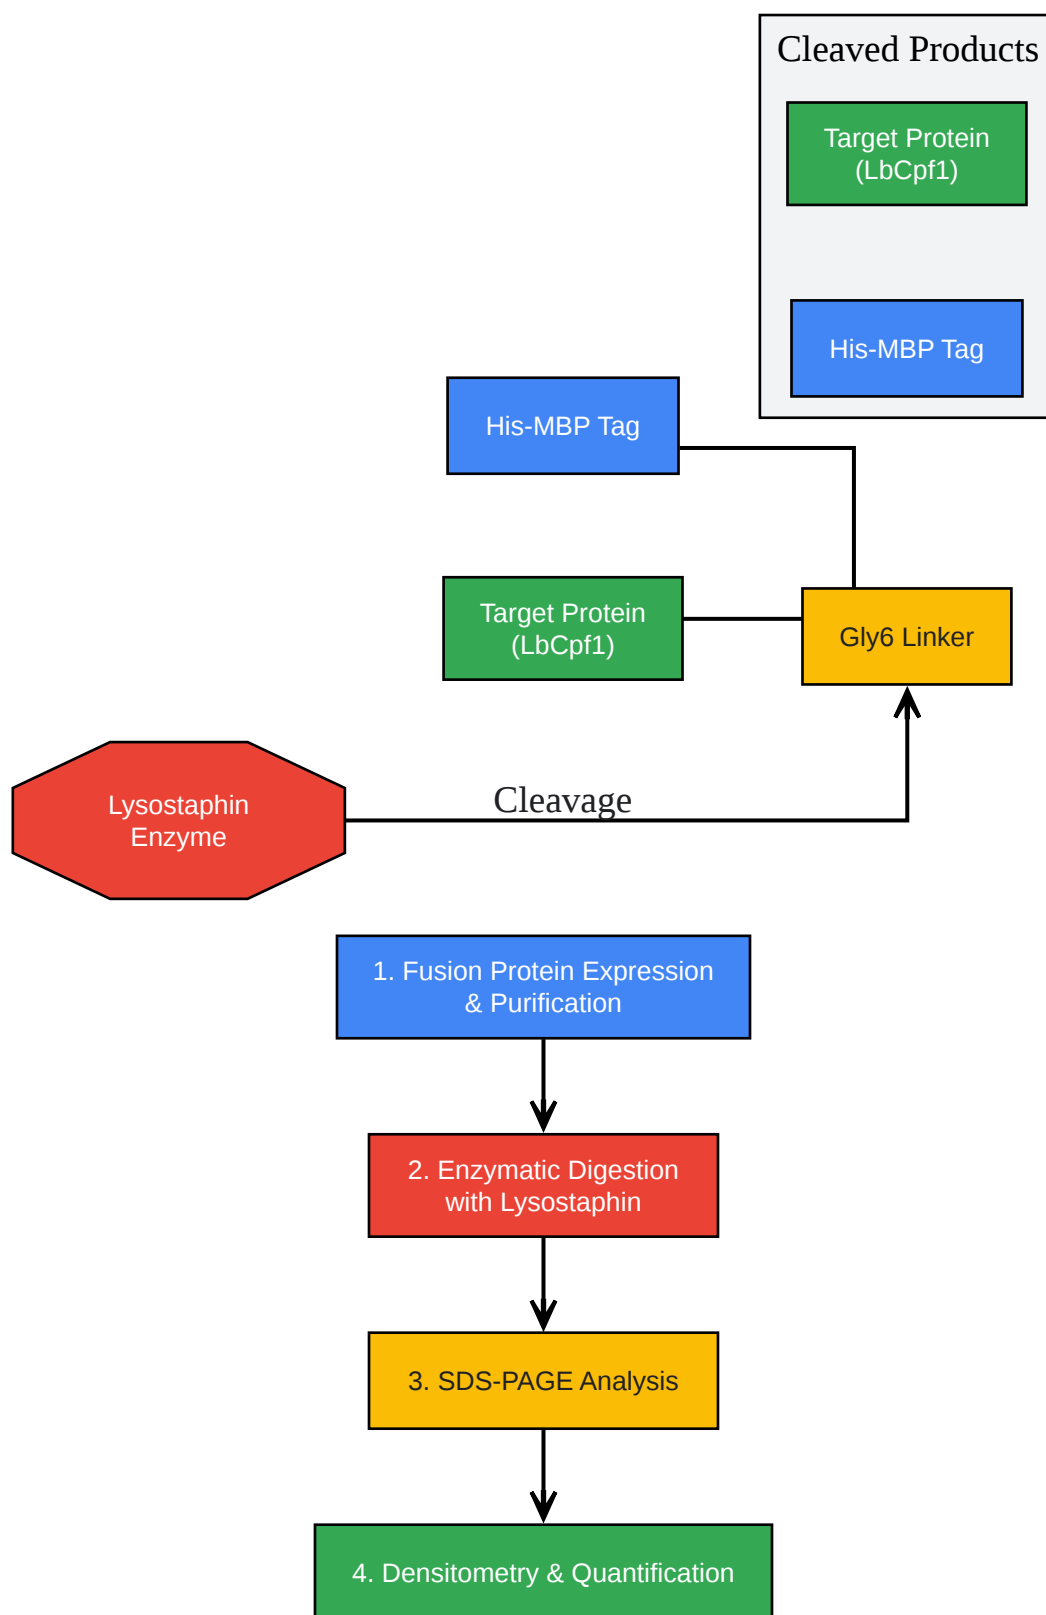 Cleaved Products
Target Protein
(LbCpf1)
His-MBP Tag
His-MBP Tag
Target Protein
(LbCpf1)
Gly6 Linker
Lysostaphin
Enzyme
Cleavage
1. Fusion Protein Expression
& Purification
2. Enzymatic Digestion
with Lysostaphin
3. SDS-PAGE Analysis
4. Densitometry & Quantification